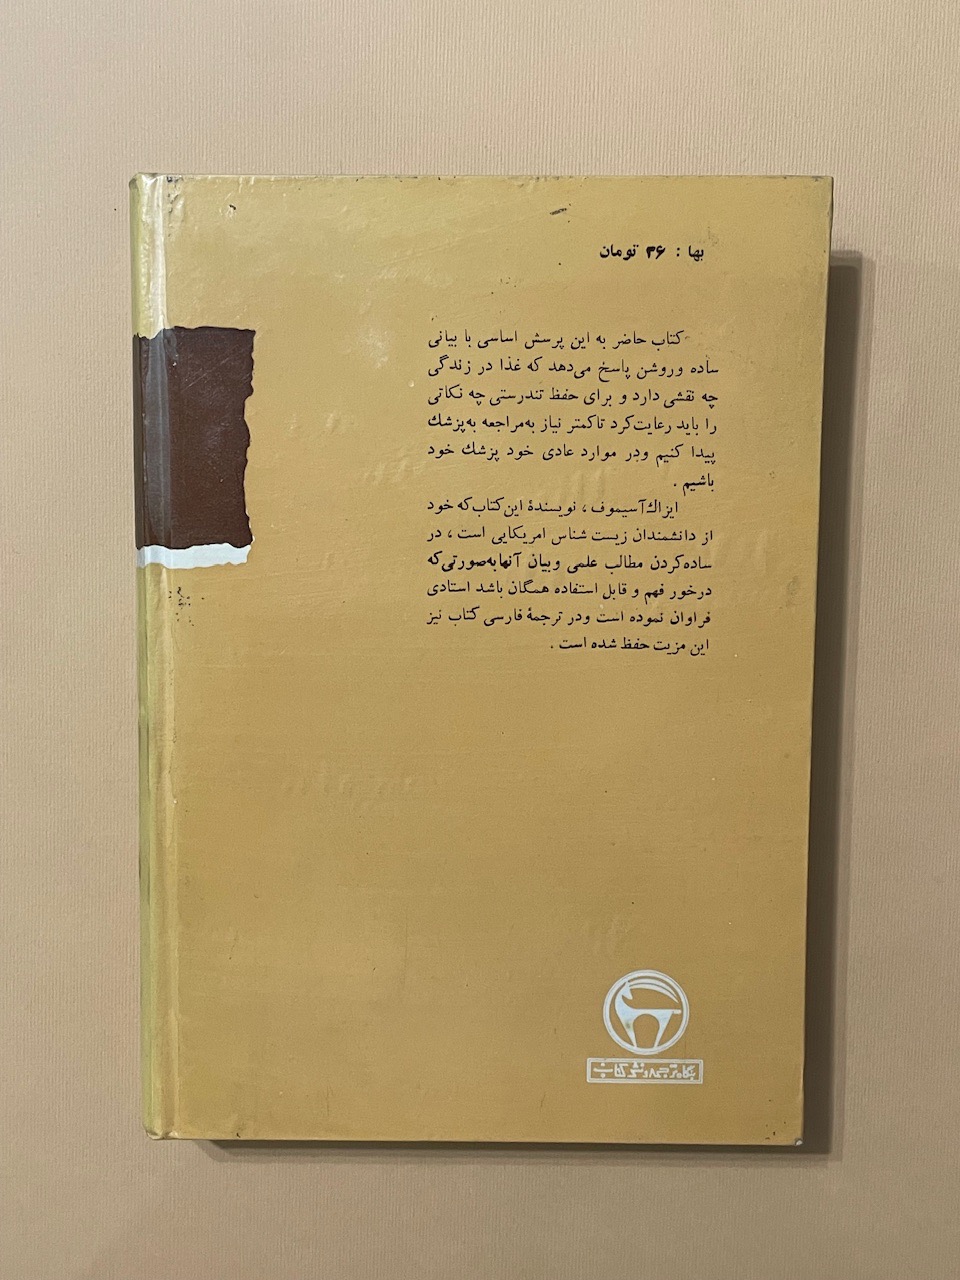 بها : ۳۶ تومان
کتاب حاضر به این پرسش اساسی با بیانی
ساده وروشن پاسخ می‌دهد که غذا در زندگی
چه نقشی دارد و برای حفظ تندرستی چه نکاتی
را باید رعایت‌کرد تاکمتر نیاز به‌مراجعه به‌پزشك
پیدا کنیم ودر موارد عادی خود پزشك خود
باشیم .
ایزاك‌آسیموف ، نویسندۀ این‌کتاب‌که خود
از دانشمندان زیست شناس امریکایی است ، در
ساده‌کردن مطالب علمی وبیان آنها‌به‌صورتی‌که
درخور فهم و قابل استفاده همگان باشد استادی
فراوان نموده است ودر ترجمۀ فارسی کتاب نیز
این مزیت حفظ شده است .
بنگاه ترجمه و نشر کتاب